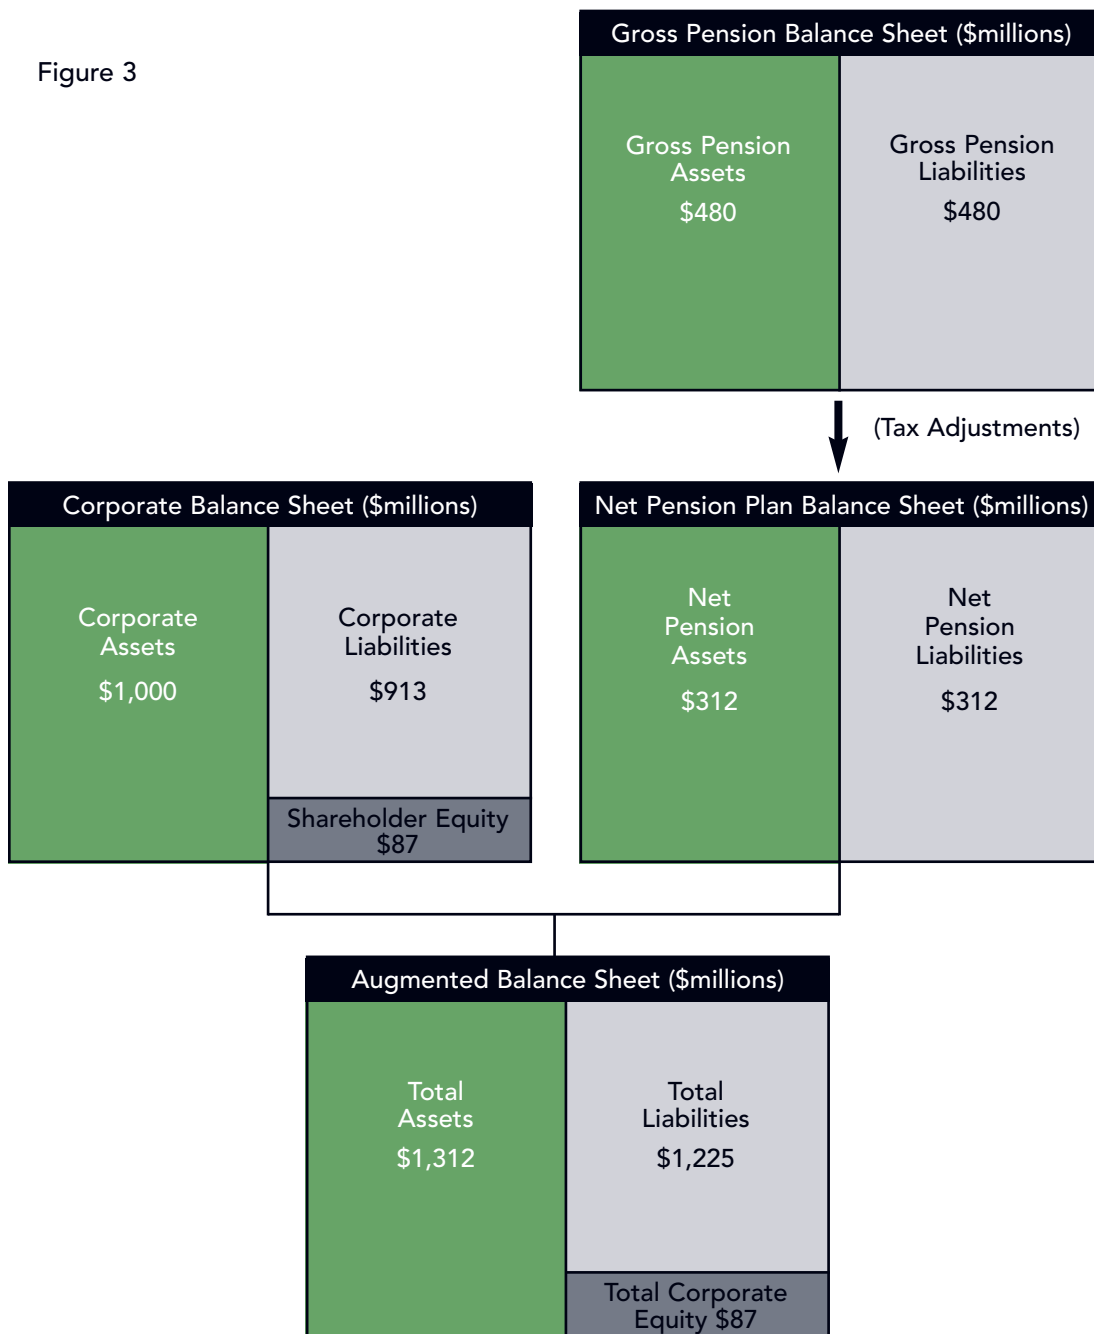 Figure 3
Gross Pension Balance Sheet ($millions)
Gross Pension
Assets
$480
Gross Pension
Liabilities
$480
(Tax Adjustments)
Corporate Balance Sheet ($millions)
Corporate
Assets
$1,000
Corporate
Liabilities
$913
Shareholder Equity
$87
Net Pension Plan Balance Sheet ($millions)
Net
Pension
Assets
$312
Net
Pension
Liabilities
$312
Augmented Balance Sheet ($millions)
Total
Assets
$1,312
Total
Liabilities
$1,225
Total Corporate
Equity $87